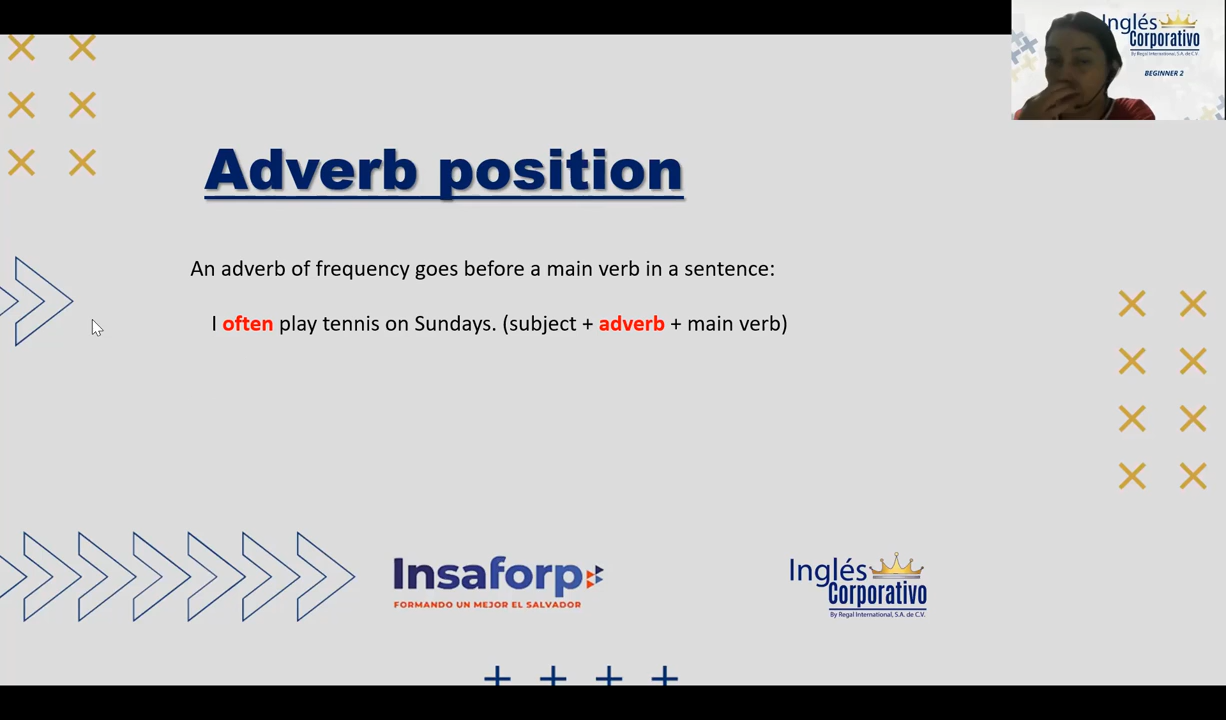 Inglés
Corporativo
By Regal International, S.A. de C.V.
BEGINNER 2
Adverb position
An adverb of frequency goes before a main verb in a sentence:
I often play tennis on Sundays. (subject + adverb + main verb)
Insaforp
FORMANDO UN MEJOR EL SALVADOR
Inglés
Corporativo
By Regal International, S.A. de C.V.